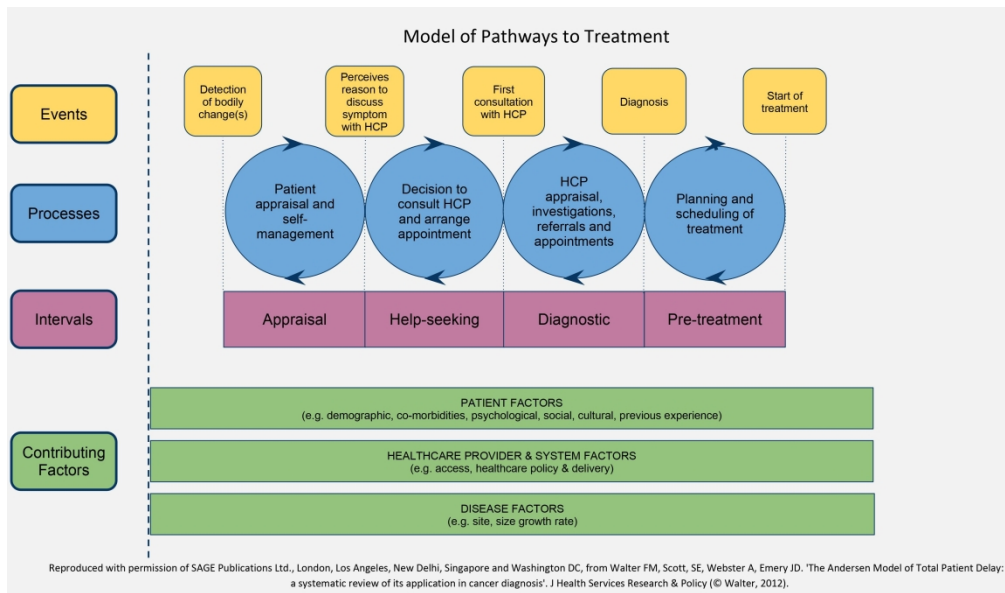 Model of Pathways to Treatment
Events
Detection
of bodily
change(s)
Perceives
reason to
discuss
symptom
with HCP
First
consultation
with HCP
Diagnosis
Start of
treatment
Processes
Patient
appraisal and
self-
management
Decision to
consult HCP
and arrange
appointment
HCP
appraisal,
investigations,
referrals and
appointments
Planning and
scheduling of
treatment
Intervals
Appraisal
Help-seeking
Diagnostic
Pre-treatment
Contributing
Factors
PATIENT FACTORS
(e.g. demographic, co-morbidities, psychological, social, cultural, previous experience)
HEALTHCARE PROVIDER & SYSTEM FACTORS
(e.g. access, healthcare policy & delivery)
DISEASE FACTORS
(e.g. site, size growth rate)
Reproduced with permission of SAGE Publications Ltd., London, Los Angeles, New Delhi, Singapore and Washington DC, from Walter FM, Scott, SE, Webster A, Emery JD. 'The Andersen Model of Total Patient Delay:
a systematic review of its application in cancer diagnosis'. J Health Services Research & Policy (© Walter, 2012).